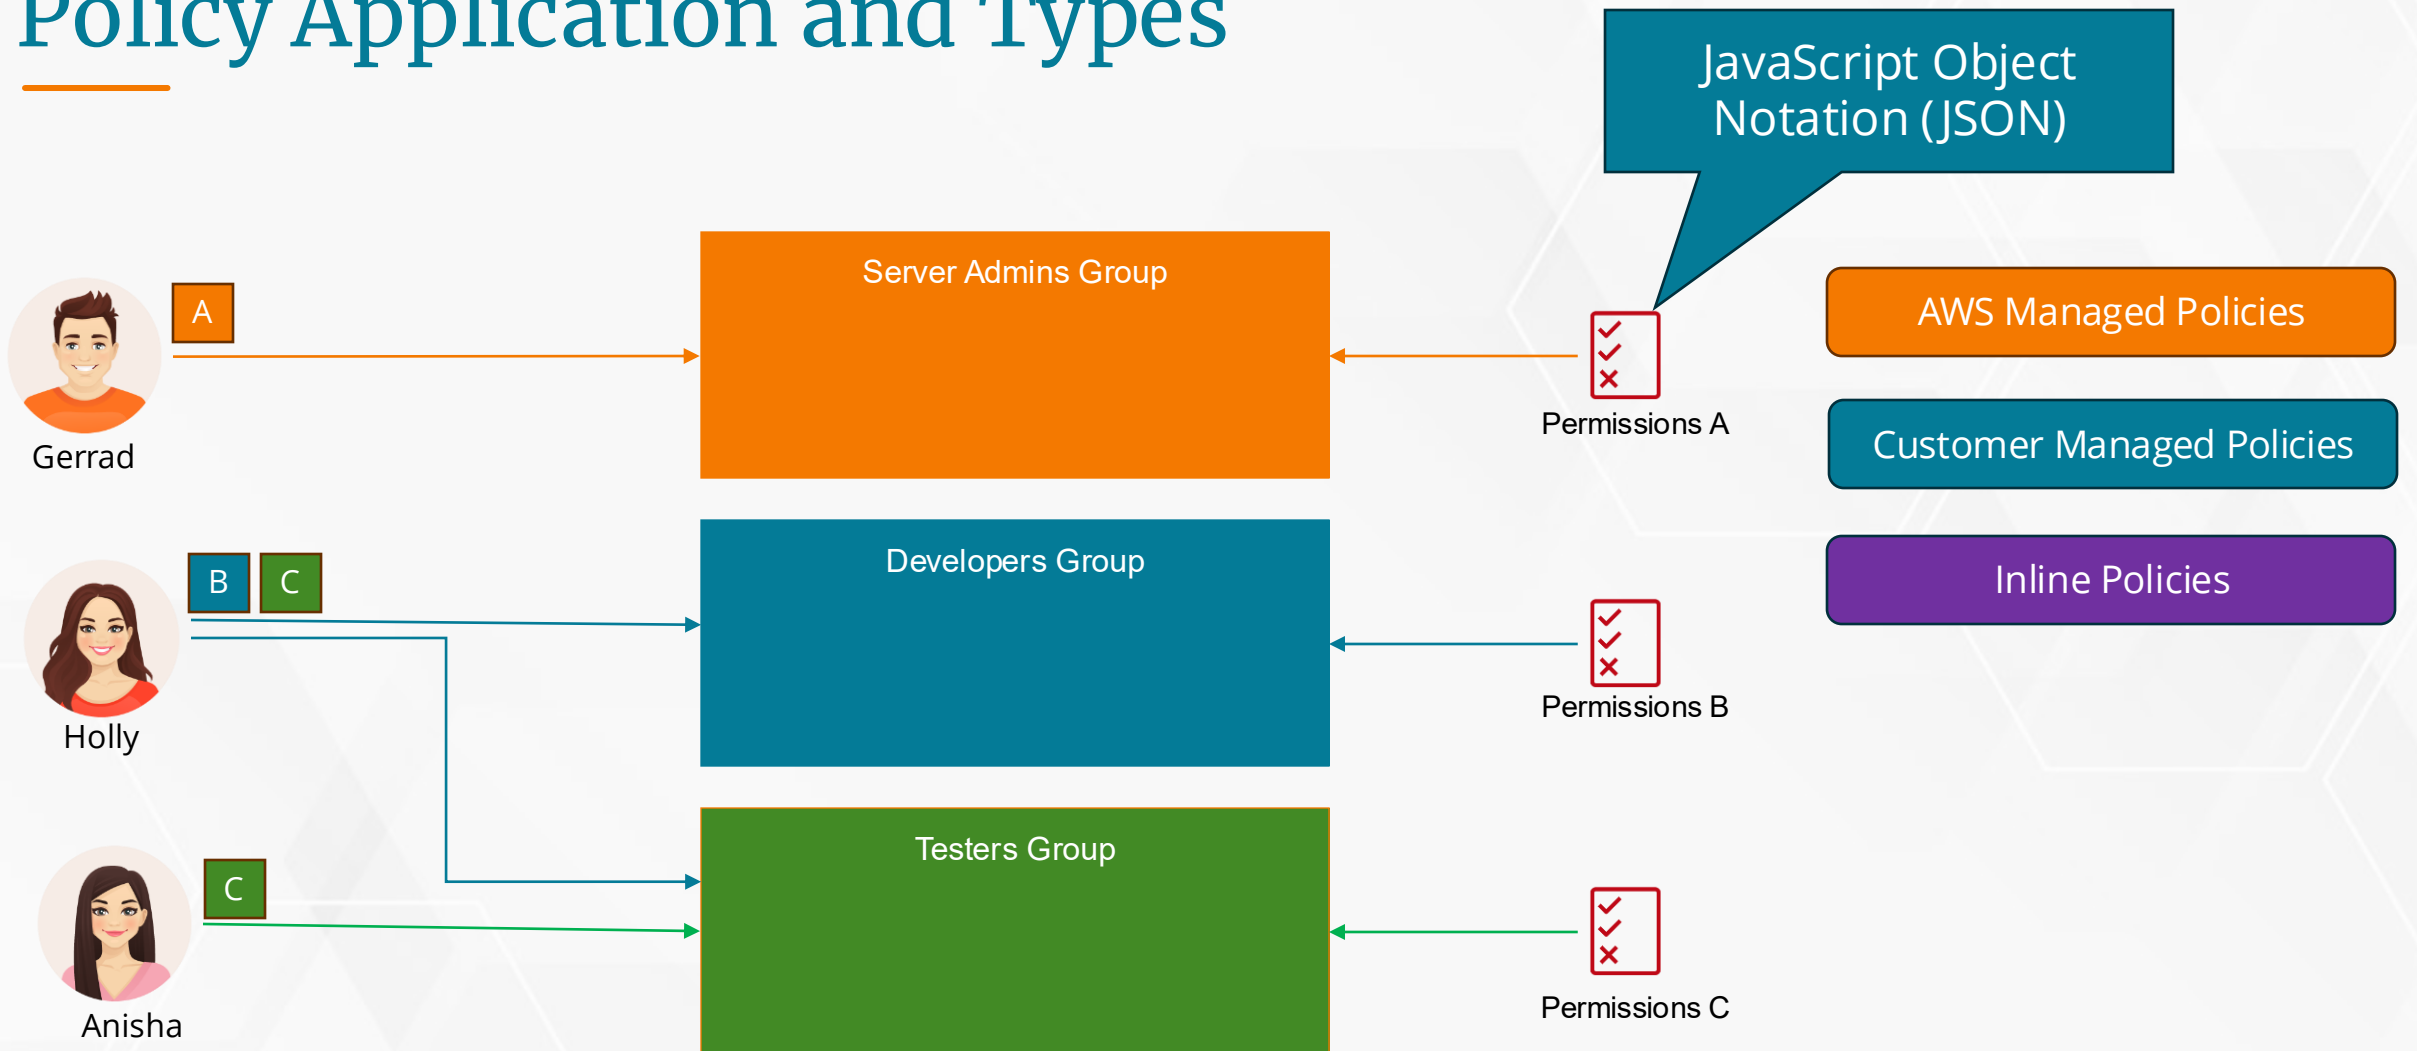 Policy Application and Types
JavaScript Object
Notation (JSON)
Server Admins Group
A
Gerrad
Permissions A
AWS Managed Policies
Customer Managed Policies
Inline Policies
Developers Group
B
C
Holly
Permissions B
Testers Group
C
Anisha
Permissions C